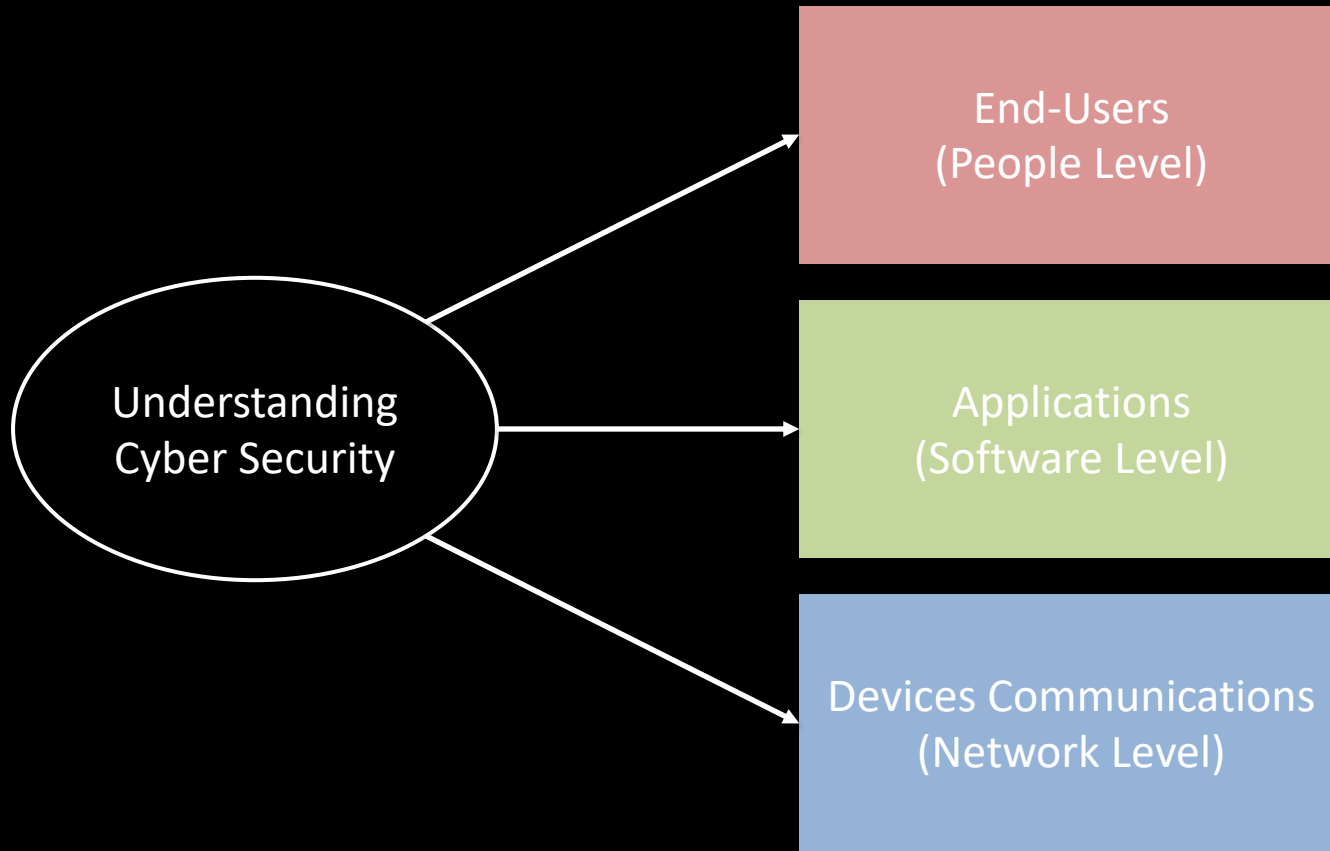 Understanding
Cyber Security
End-Users
(People Level)
Applications
(Software Level)
Devices Communications
(Network Level)